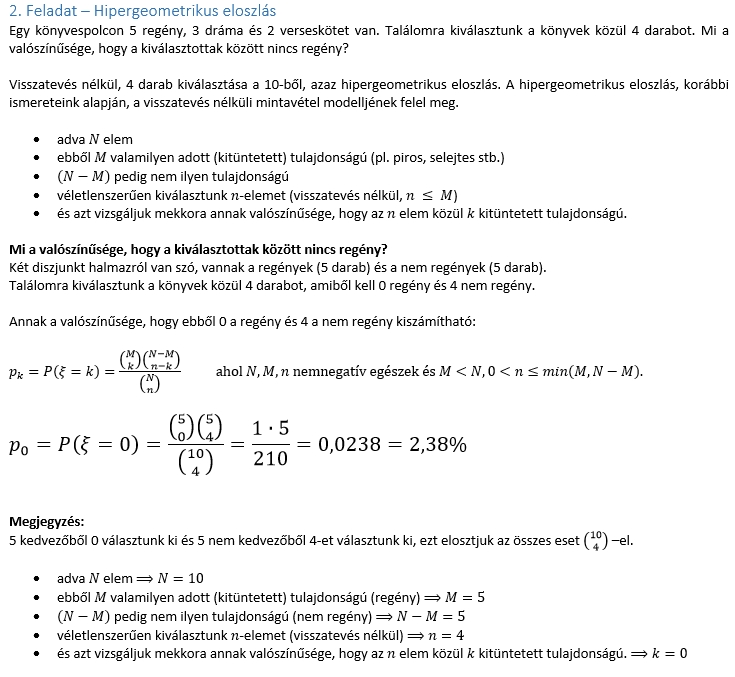 2. Feladat – Hipergeometrikus eloszlás
Egy könyvespolcon 5 regény, 3 dráma és 2 verseskötet van. Találomra kiválasztunk a könyvek közül 4 darabot. Mi a
valószínűsége, hogy a kiválasztottak között nincs regény?
Visszatevés nélkül, 4 darab kiválasztása a 10-ből, azaz hipergeometrikus eloszlás. A hipergeometrikus eloszlás, korábbi
ismereteink alapján, a visszatevés nélküli mintavétel modelljének felel meg.
• adva N elem
• ebből M valamilyen adott (kitüntetett) tulajdonságú (pl. piros, selejtes stb.)
• (N − M) pedig nem ilyen tulajdonságú
• véletlenszerűen kiválasztunk n-elemet (visszatevés nélkül, n ≤ M)
• és azt vizsgáljuk mekkora annak valószínűsége, hogy az n elem közül k kitüntetett tulajdonságú.
Mi a valószínűsége, hogy a kiválasztottak között nincs regény?
Két diszjunkt halmazról van szó, vannak a regények (5 darab) és a nem regények (5 darab).
Találomra kiválasztunk a könyvek közül 4 darabot, amiből kell 0 regény és 4 nem regény.
Annak a valószínűsége, hogy ebből 0 a regény és 4 a nem regény kiszámítható:
p_k = P(ξ = k) = \frac{\binom{M}{k}\binom{N−M}{n−k}}{\binom{N}{n}} ahol N, M, n nemnegatív egészek és M < N, 0 < n ≤ min(M, N − M).
p_0 = P(ξ = 0) = \frac{\binom{5}{0}\binom{5}{4}}{\binom{10}{4}} = \frac{1 · 5}{210} = 0,0238 = 2,38%
Megjegyzés:
5 kedvezőből 0 választunk ki és 5 nem kedvezőből 4-et választunk ki, ezt elosztjuk az összes eset \binom{10}{4} –el.
• adva N elem ⟹ N = 10
• ebből M valamilyen adott (kitüntetett) tulajdonságú (regény) ⟹ M = 5
• (N − M) pedig nem ilyen tulajdonságú (nem regény) ⟹ N − M = 5
• véletlenszerűen kiválasztunk n-elemet (visszatevés nélkül) ⟹ n = 4
• és azt vizsgáljuk mekkora annak valószínűsége, hogy az n elem közül k kitüntetett tulajdonságú. ⟹ k = 0